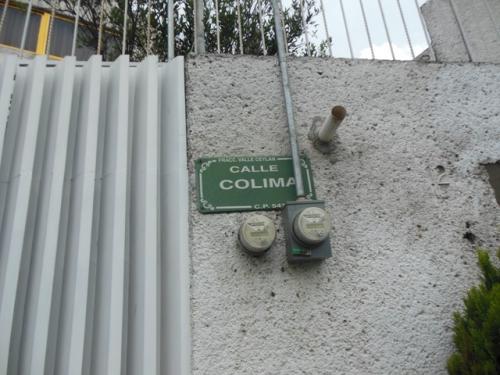 FRACC. VALLE CEYLAN
CALLE
COLIMA
C.P.